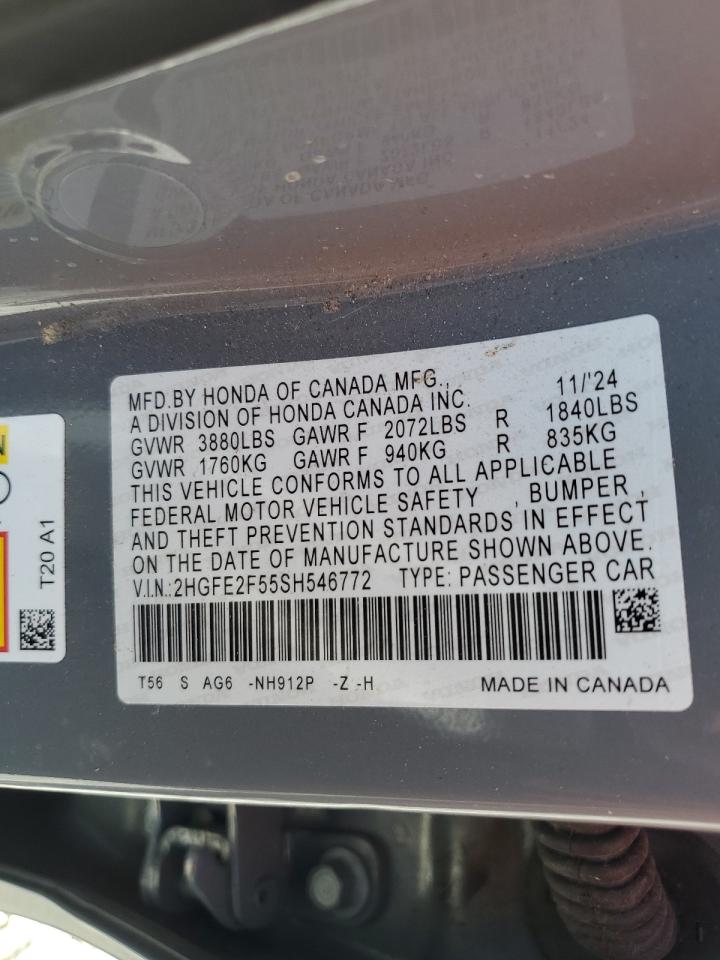 MFD.BY HONDA OF CANADA MFG., 11/'24
A DIVISION OF HONDA CANADA INC.
GVWR 3880LBS GAWR F 2072LBS R 1840LBS
GVWR 1760KG GAWR F 940KG R 835KG
THIS VEHICLE CONFORMS TO ALL APPLICABLE
FEDERAL MOTOR VEHICLE SAFETY , BUMPER ,
AND THEFT PREVENTION STANDARDS IN EFFECT
ON THE DATE OF MANUFACTURE SHOWN ABOVE.
V.I.N.:2HGFE2F55SH546772 TYPE: PASSENGER CAR
T56 S AG6 -NH912P -Z -H MADE IN CANADA
T20 A1